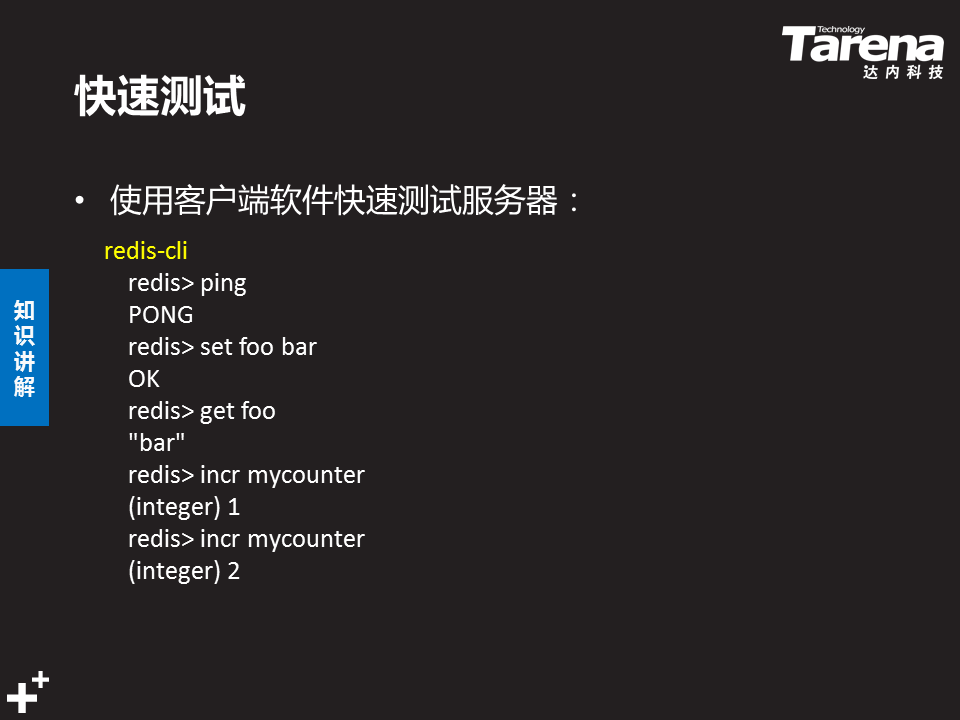 Technology
Tarena
达内科技
快速测试
• 使用客户端软件快速测试服务器：
redis-cli
redis> ping
PONG
redis> set foo bar
OK
redis> get foo
"bar"
redis> incr mycounter
(integer) 1
redis> incr mycounter
(integer) 2
知识讲解